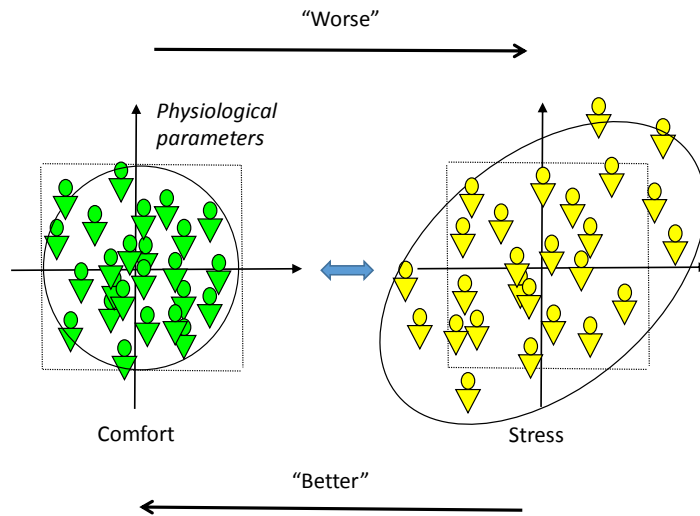 “Worse”
Physiological
parameters
Comfort
Stress
“Better”